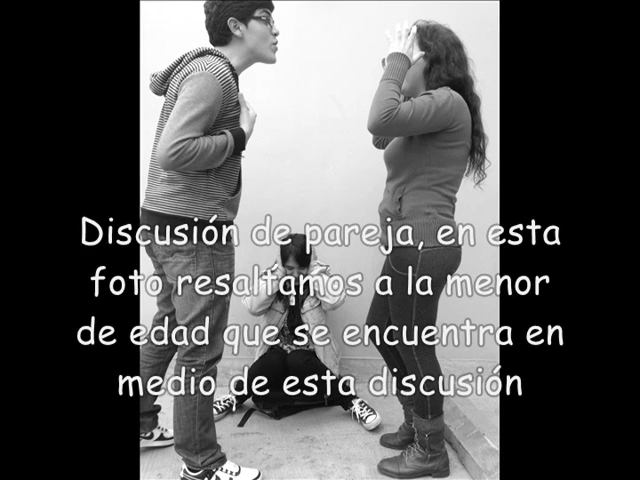 Discusión de pareja, en esta
foto resaltamos a la menor
de edad que se encuentra en
medio de esta discusión